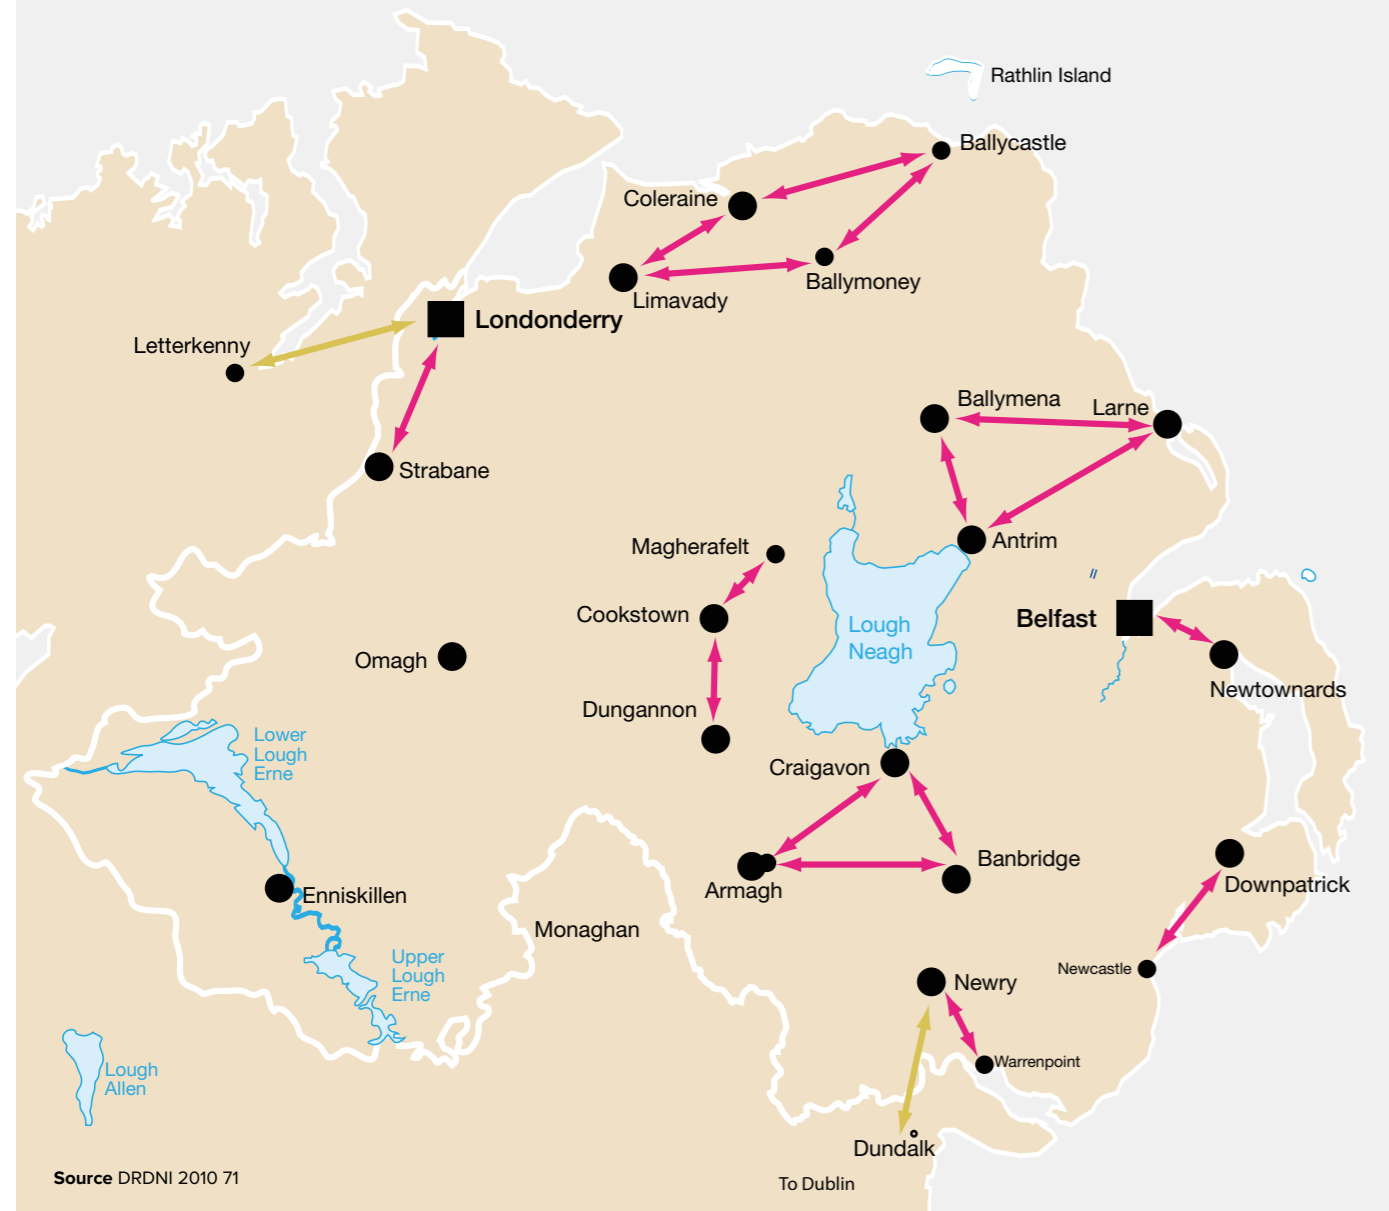 Rathlin Island
Ballycastle
Coleraine
Ballymoney
Limavady
Londonderry
Letterkenny
Strabane
Ballymena
Larne
Antrim
Magherafelt
Cookstown
Lough
Neagh
Belfast
Omagh
Newtownards
Dungannon
Lower
Lough
Erne
Craigavon
Banbridge
Armagh
Downpatrick
Enniskillen
Monaghan
Upper
Lough
Erne
Newcastle
Newry
Warrenpoint
Lough
Allen
Dundalk
Source DRDNI 2010 71
To Dublin